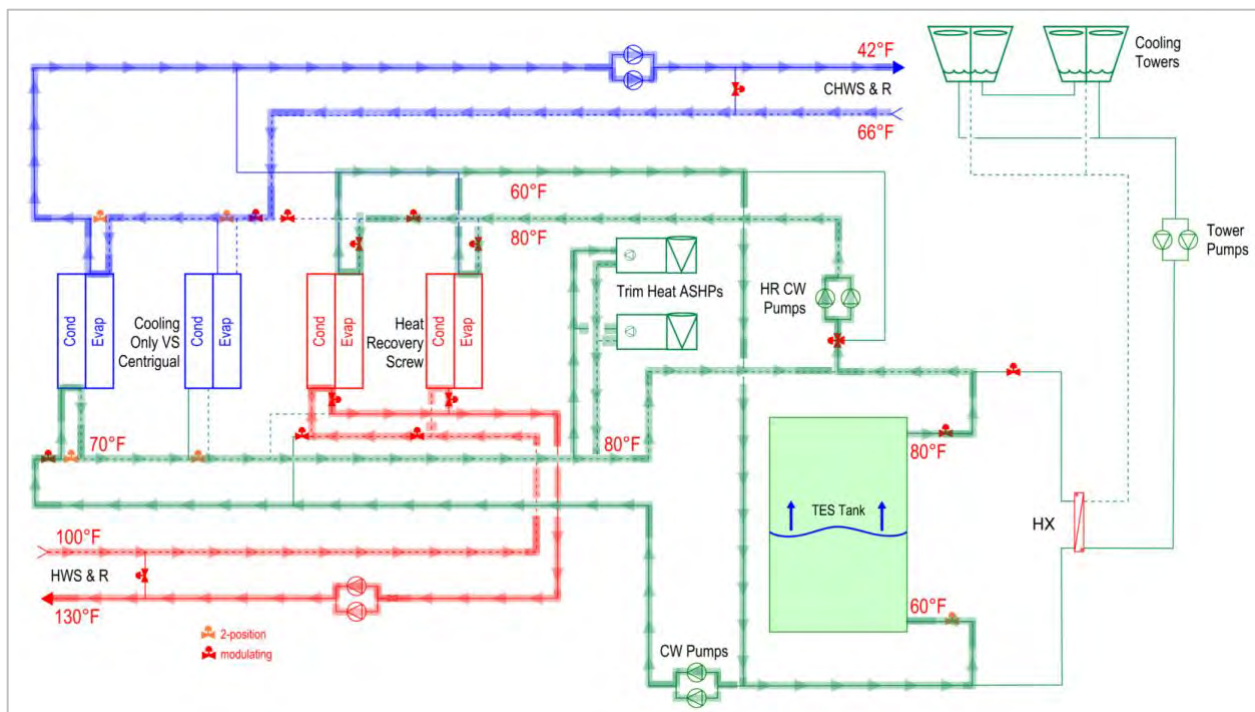 42°F
CHWS & R
66°F
Cooling
Towers
60°F
80°F
Tower
Pumps
Trim Heat ASHPs
HR CW
Pumps
Cond
Evap
Cooling
Only VS
Centrigual
Cond
Evap
Cond
Evap
Heat
Recovery
Screw
Cond
Evap
70°F
80°F
80°F
TES Tank
HX
100°F
HWS & R
130°F
60°F
2-position
modulating
CW Pumps